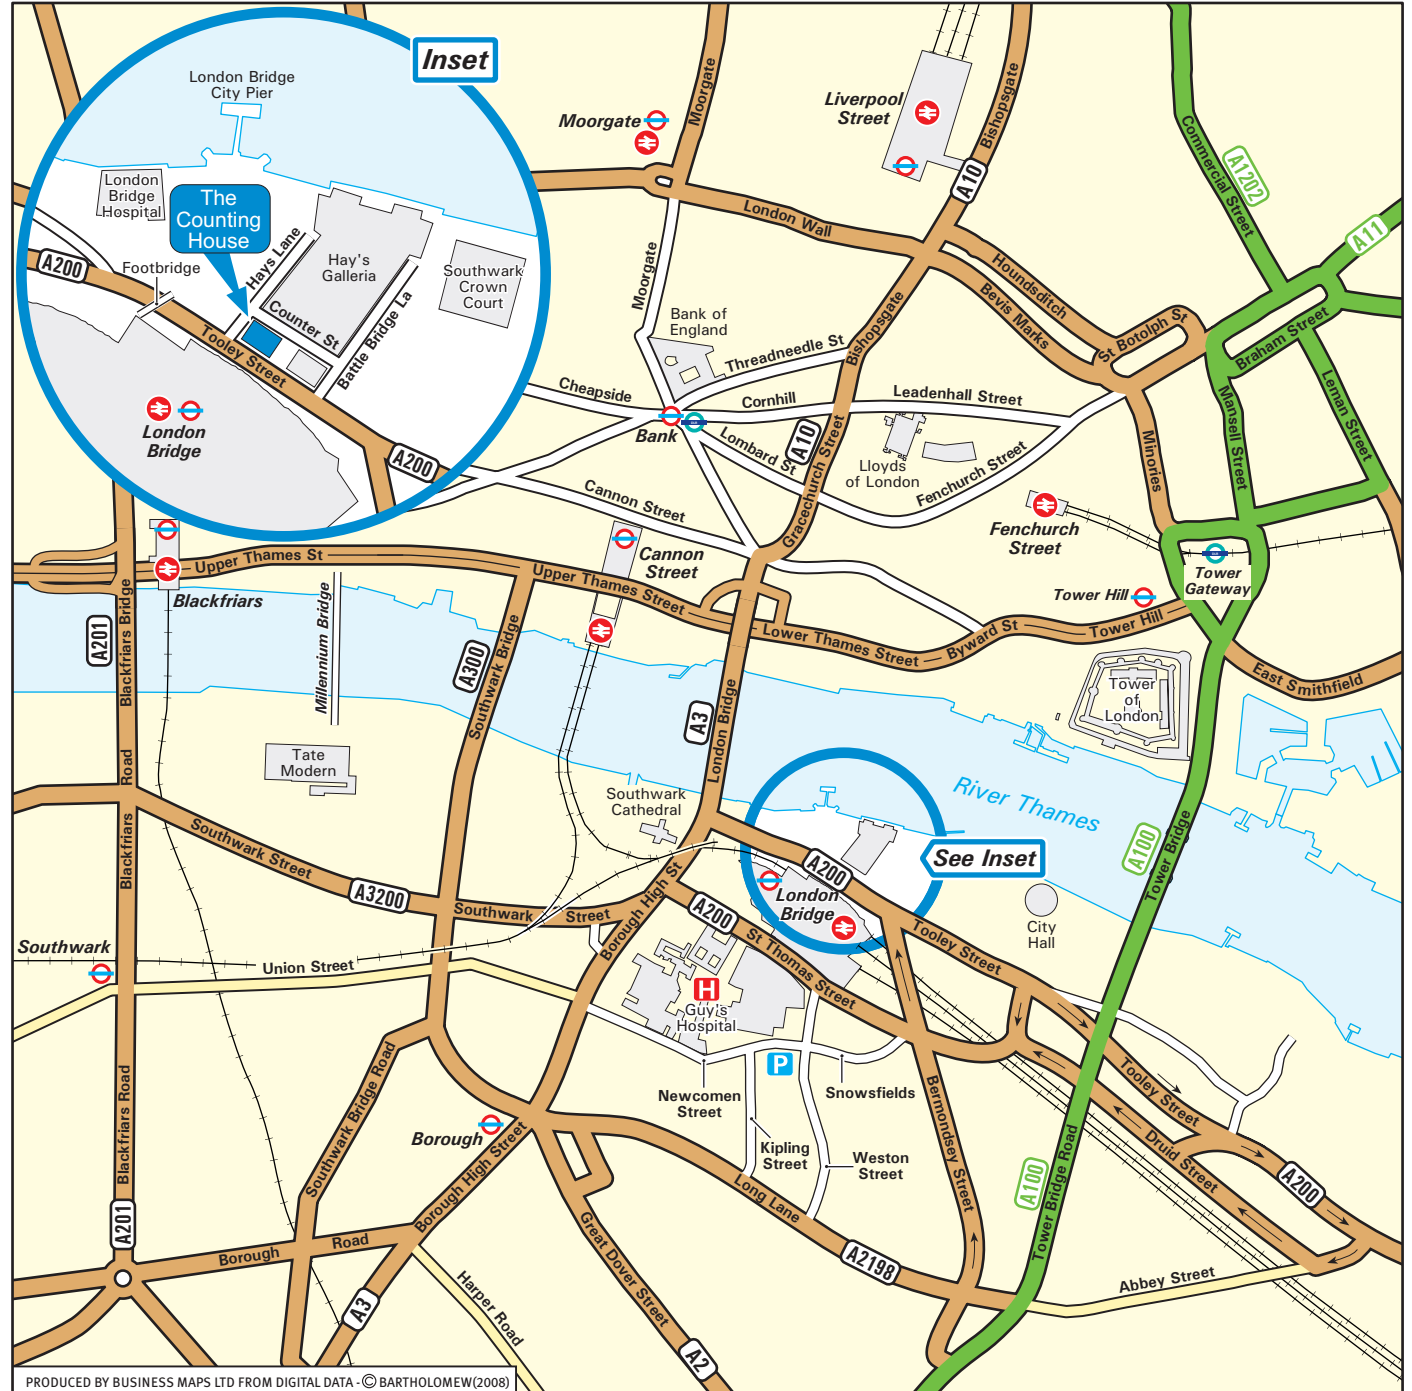 Inset
London Bridge
City Pier
London
Bridge
Hospital
The
Counting
House
Hays Lane
Hay's
Galleria
Southwark
Crown
Court
A200
Footbridge
Counter St
Battle Bridge La
Tooley Street
London
Bridge
A200
Moorgate
Moorgate
Liverpool
Street
Bishopsgate
A10
London Wall
Moorgate
Commercial Street
A1202
A11
Houndsditch
Bevis Marks
St Botolph St
Braham Street
Leman Street
Mansell Street
Minories
Bank of
England
Threadneedle St
Bishopsgate
Cheapside
Cornhill
Leadenhall Street
Bank
DLR
Lombard St
A10
Gracechurch Street
Lloyds
of London
Fenchurch Street
Cannon Street
Fenchurch
Street
Cannon
Street
Upper Thames St
Upper Thames Street
Blackfriars
DLR
Tower
Gateway
Tower Hill
Tower Hill
Byward St
Lower Thames Street
East Smithfield
A201
Blackfriars Bridge
Millennium Bridge
A300
Southwark Bridge
A3
London Bridge
Tower
of
London
River Thames
Tate
Modern
Southwark
Cathedral
See Inset
A100
Tower Bridge
Blackfriars Road
Southwark Street
A3200
Southwark Street
Borough High St
A200
A200
London
Bridge
City
Hall
Tooley Street
St Thomas Street
Southwark
Union Street
H
Guy's
Hospital
P
Newcomen
Street
Snowsfields
Kipling
Street
Weston
Street
Bermondsey Street
Tooley Street
Druid Street
A200
Blackfriars Road
Southwark Bridge Road
Borough
Borough High Street
Long Lane
A2198
A100
Tower Bridge Road
Abbey Street
A201
Borough Road
A3
Harper Road
Great Dover Street
A2
PRODUCED BY BUSINESS MAPS LTD FROM DIGITAL DATA - © BARTHOLOMEW(2008)